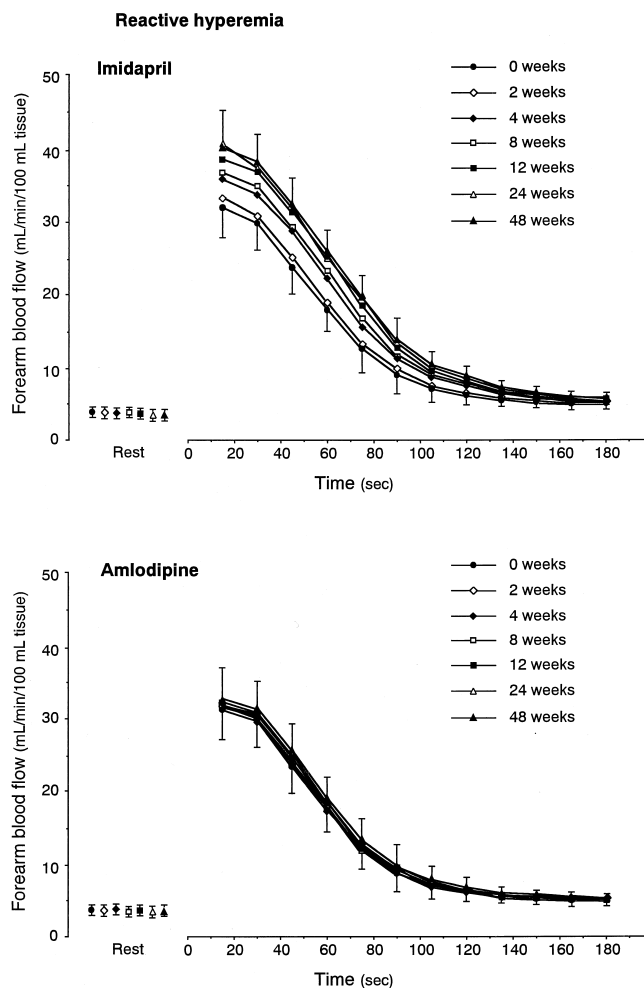 Reactive hyperemia
Imidapril
0 weeks
2 weeks
4 weeks
8 weeks
12 weeks
24 weeks
48 weeks
Forearm blood flow (mL/min/100 mL tissue)
50
40
30
20
10
0
Rest
0 20 40 60 80 100 120 140 160 180
Time (sec)
Amlodipine
0 weeks
2 weeks
4 weeks
8 weeks
12 weeks
24 weeks
48 weeks
Forearm blood flow (mL/min/100 mL tissue)
50
40
30
20
10
0
Rest
0 20 40 60 80 100 120 140 160 180
Time (sec)